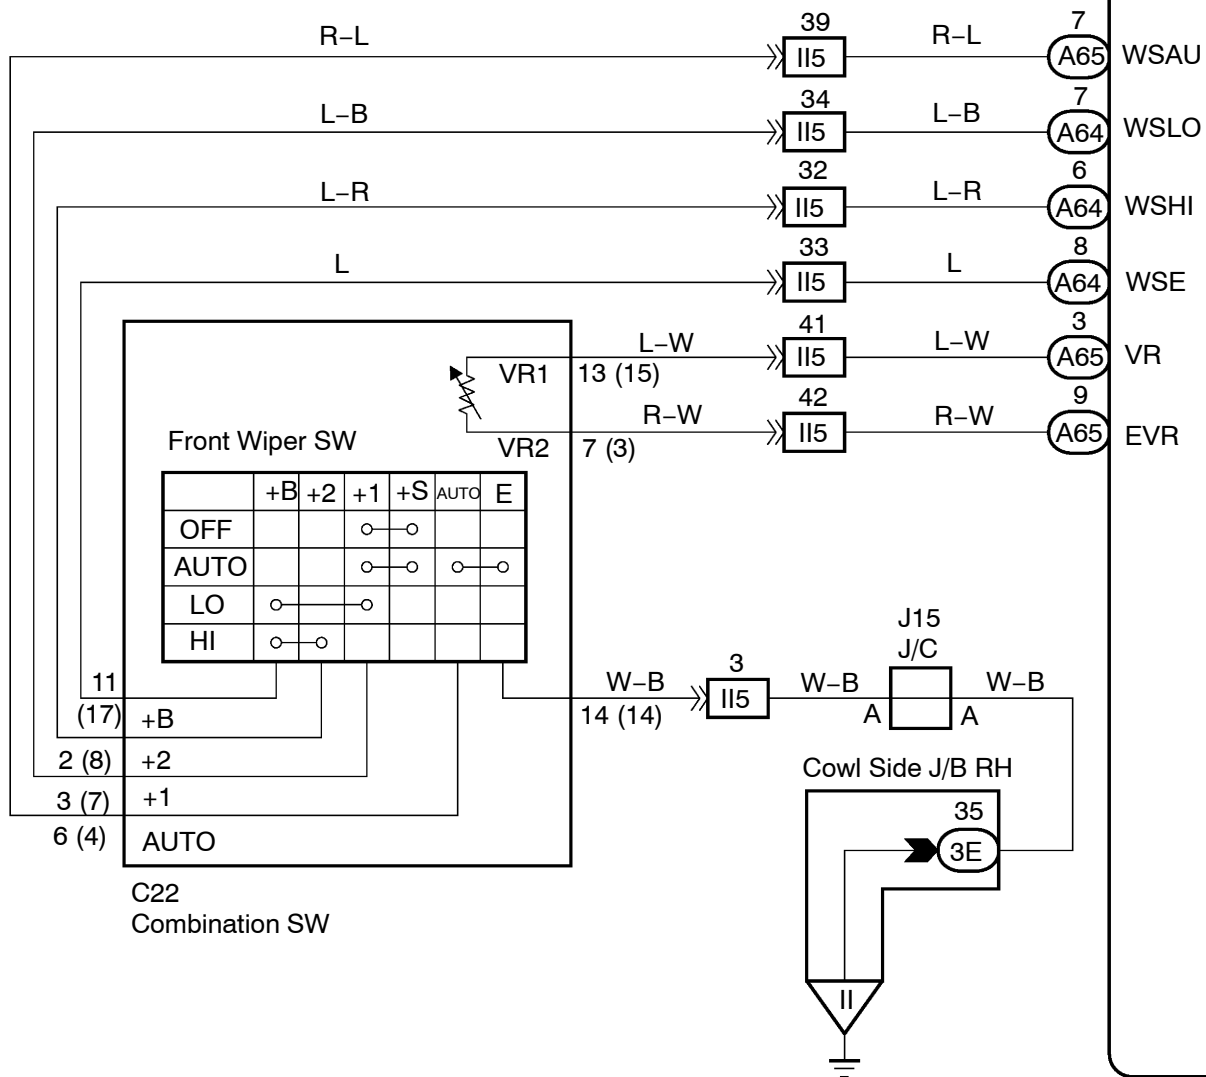 39
7
R–L
R–L
II5
A65
WSAU
34
7
L–B
L–B
II5
A64
WSLO
32
6
L–R
L–R
II5
A64
WSHI
33
8
L
L
II5
A64
WSE
41
3
L–W
L–W
II5
A65
VR
VR1
13 (15)
42
9
R–W
R–W
II5
A65
EVR
VR2
7 (3)
Front Wiper SW
+B +2 +1 +S AUTO E
OFF
AUTO
LO
HI
11
(17)
+B
2 (8)
+2
3 (7)
+1
6 (4)
AUTO
C22
Combination SW
W–B
14 (14)
3
II5
W–B
J15
J/C
A
A
W–B
Cowl Side J/B RH
35
3E
II